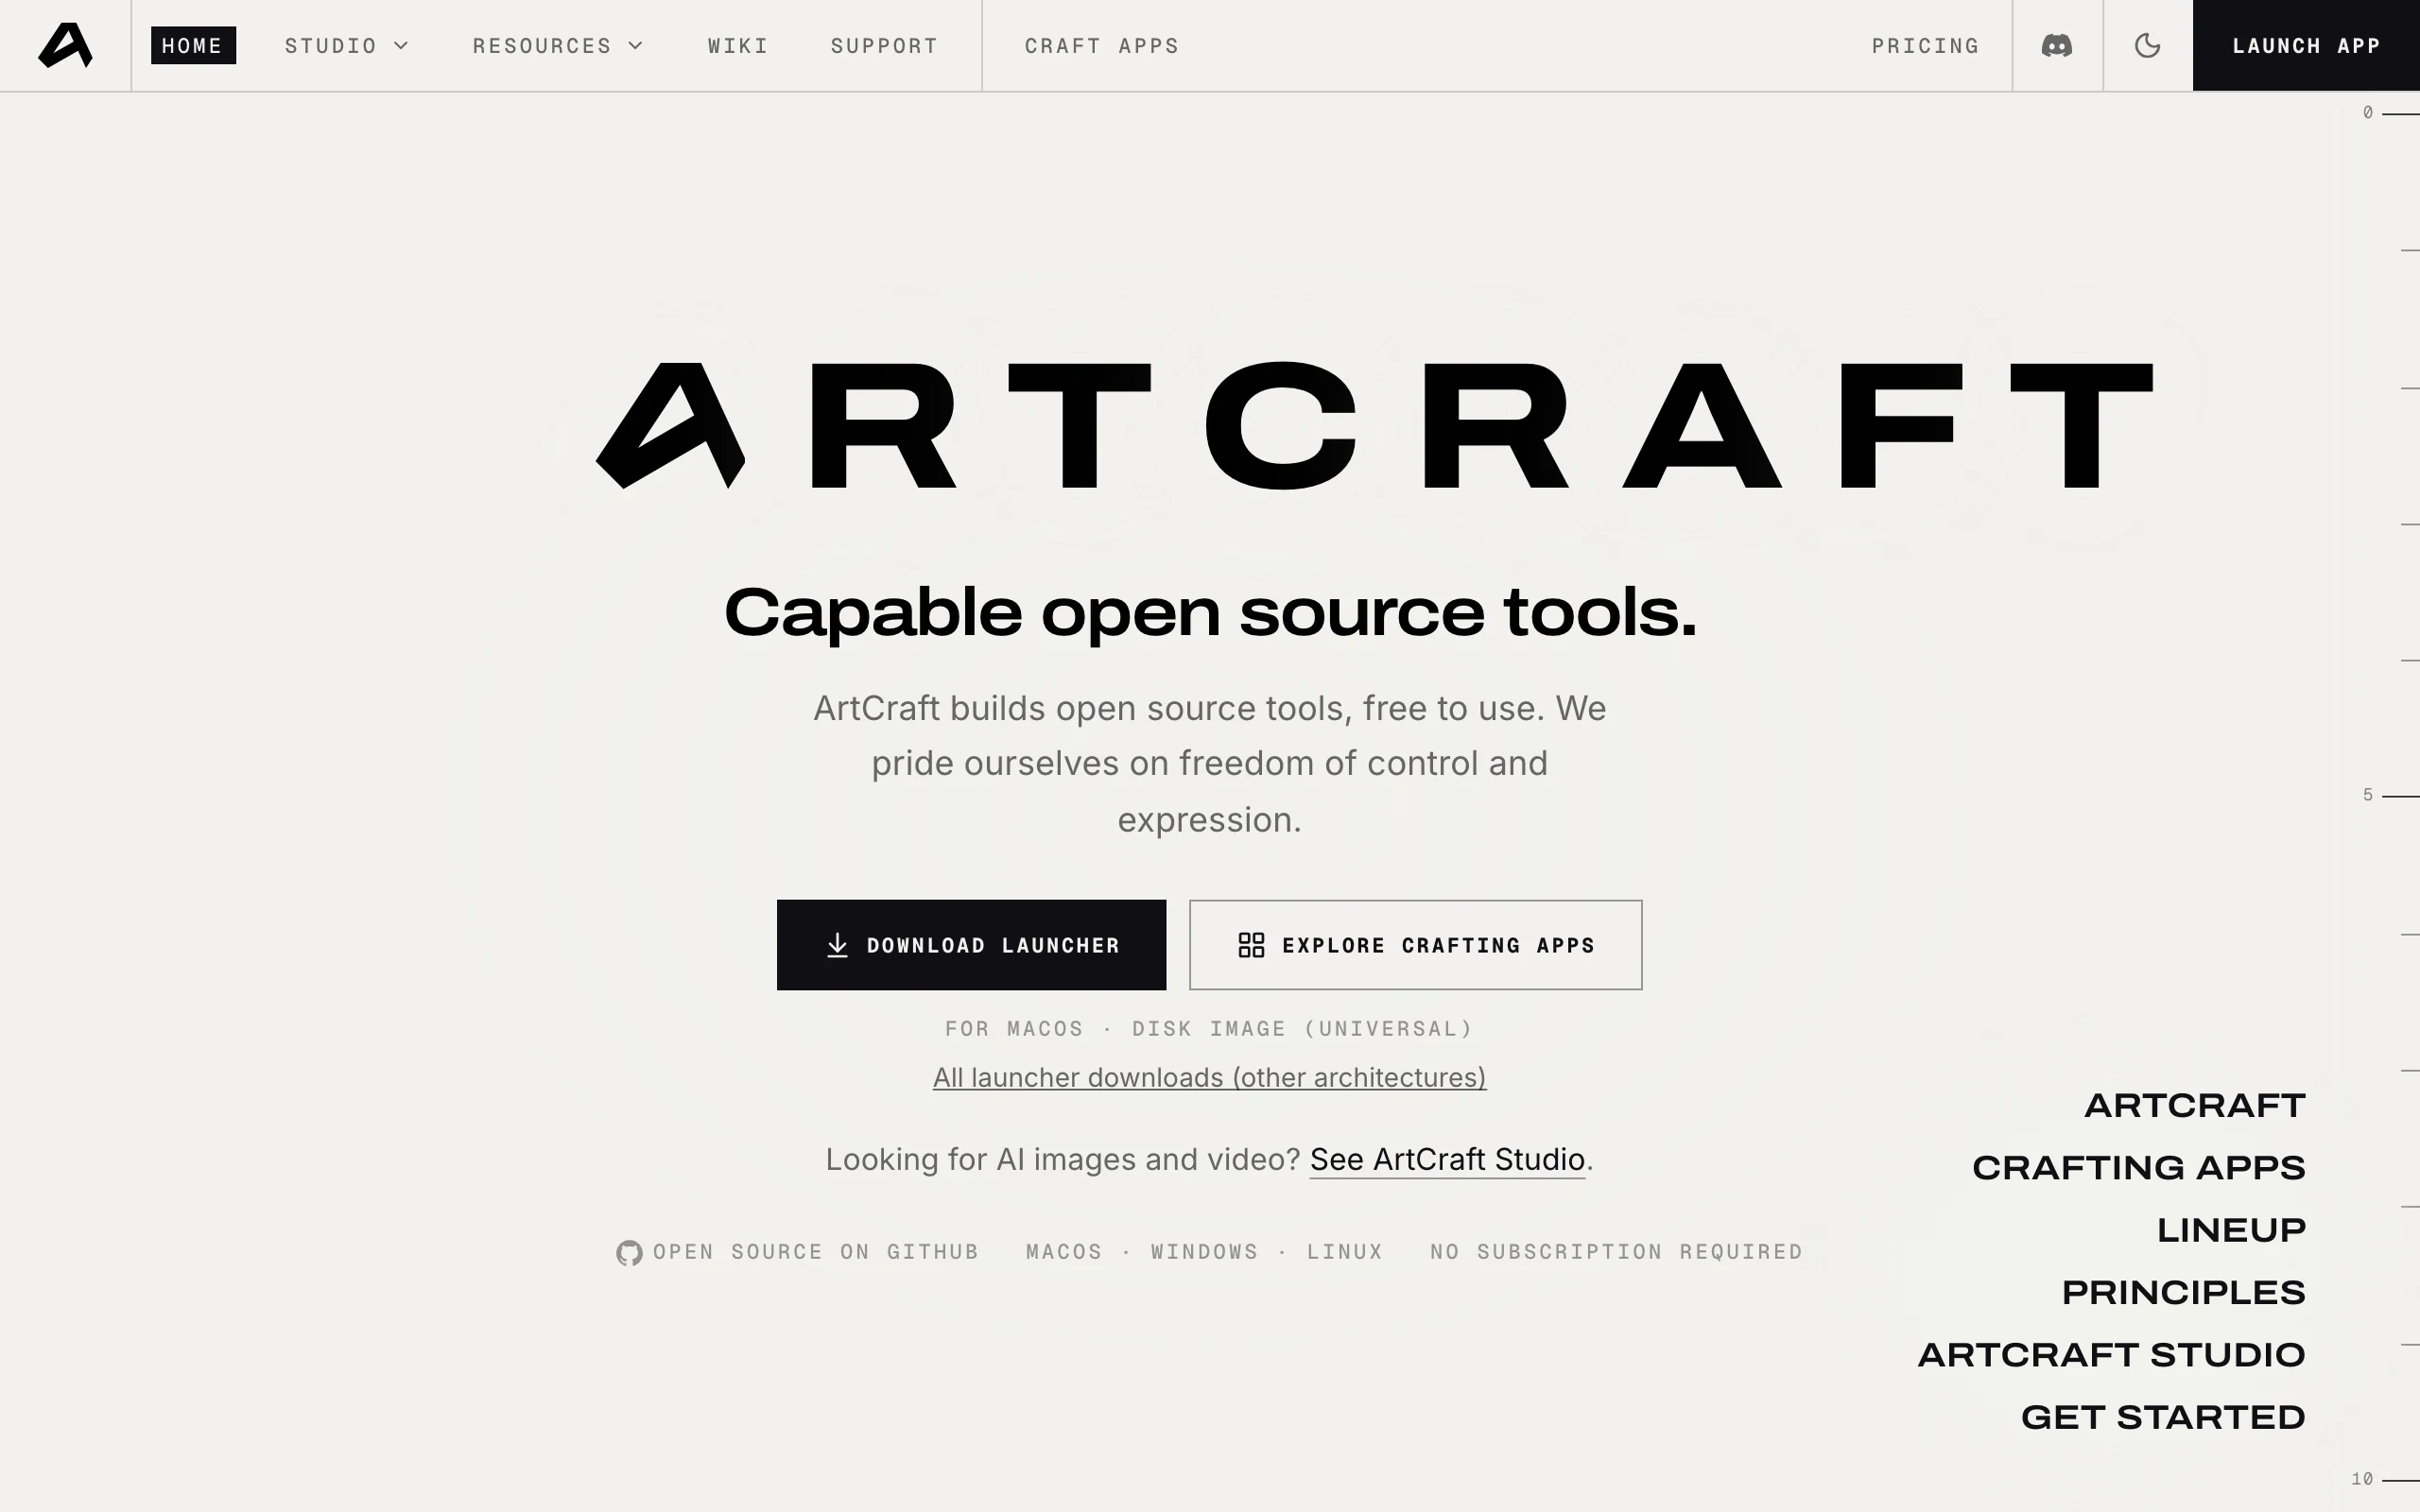 HOME
STUDIO
RESOURCES
WIKI
SUPPORT
CRAFT APPS
PRICING
LAUNCH APP
0
ARTCRAFT
Capable open source tools.
ArtCraft builds open source tools, free to use. We
pride ourselves on freedom of control and
expression.
5
DOWNLOAD LAUNCHER
EXPLORE CRAFTING APPS
FOR MACOS · DISK IMAGE (UNIVERSAL)
All launcher downloads (other architectures)
Looking for AI images and video? See ArtCraft Studio.
OPEN SOURCE ON GITHUB
MACOS · WINDOWS · LINUX
NO SUBSCRIPTION REQUIRED
ARTCRAFT
CRAFTING APPS
LINEUP
PRINCIPLES
ARTCRAFT STUDIO
GET STARTED
10